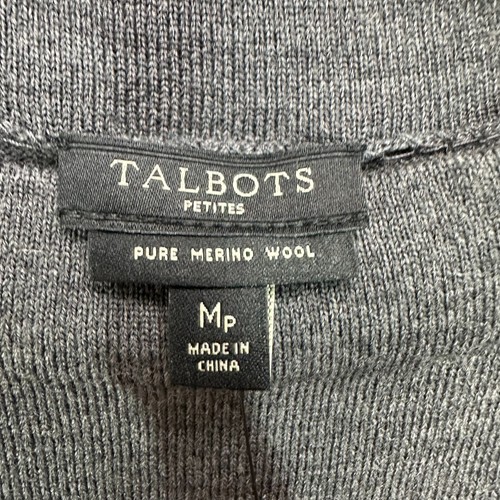 TALBOTS
PETITES
PURE MERINO WOOL
MP
MADE IN
CHINA